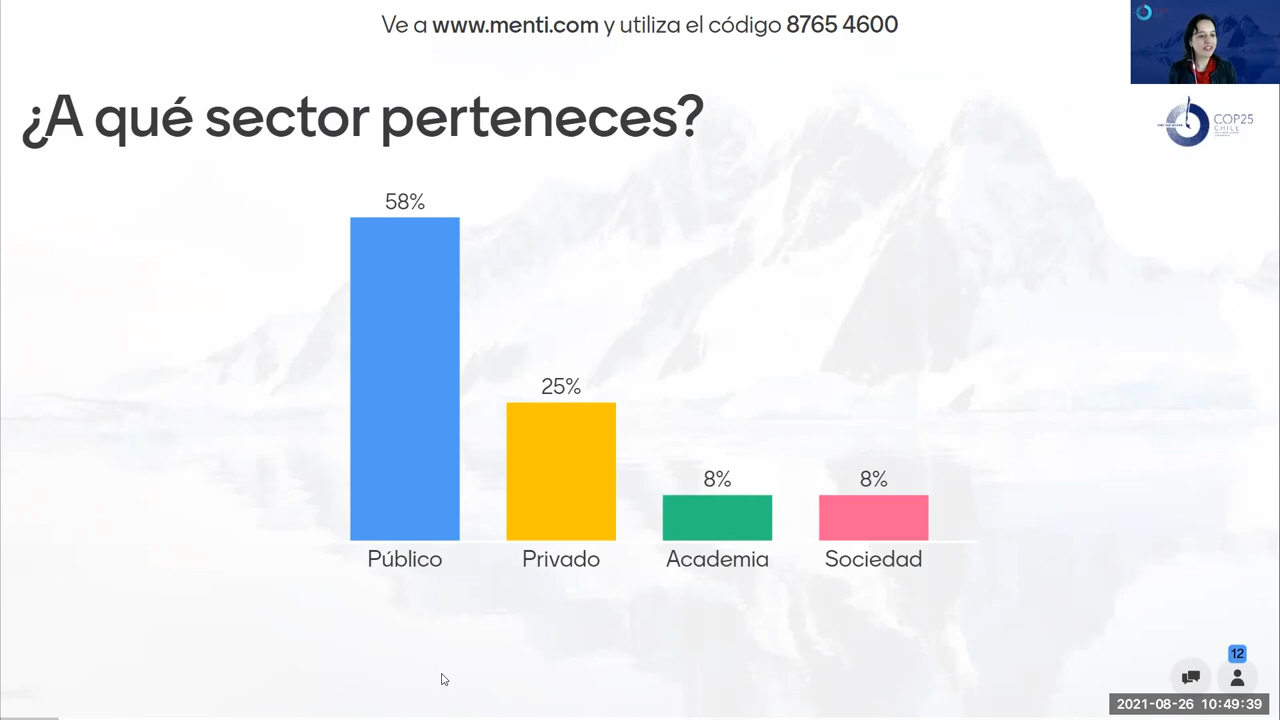 Ve a www.menti.com y utiliza el código 8765 4600
¿A qué sector perteneces?
COP25
CHILE
58%
25%
8%
8%
Público
Privado
Academia
Sociedad
12
2021-08-26 10:49:39